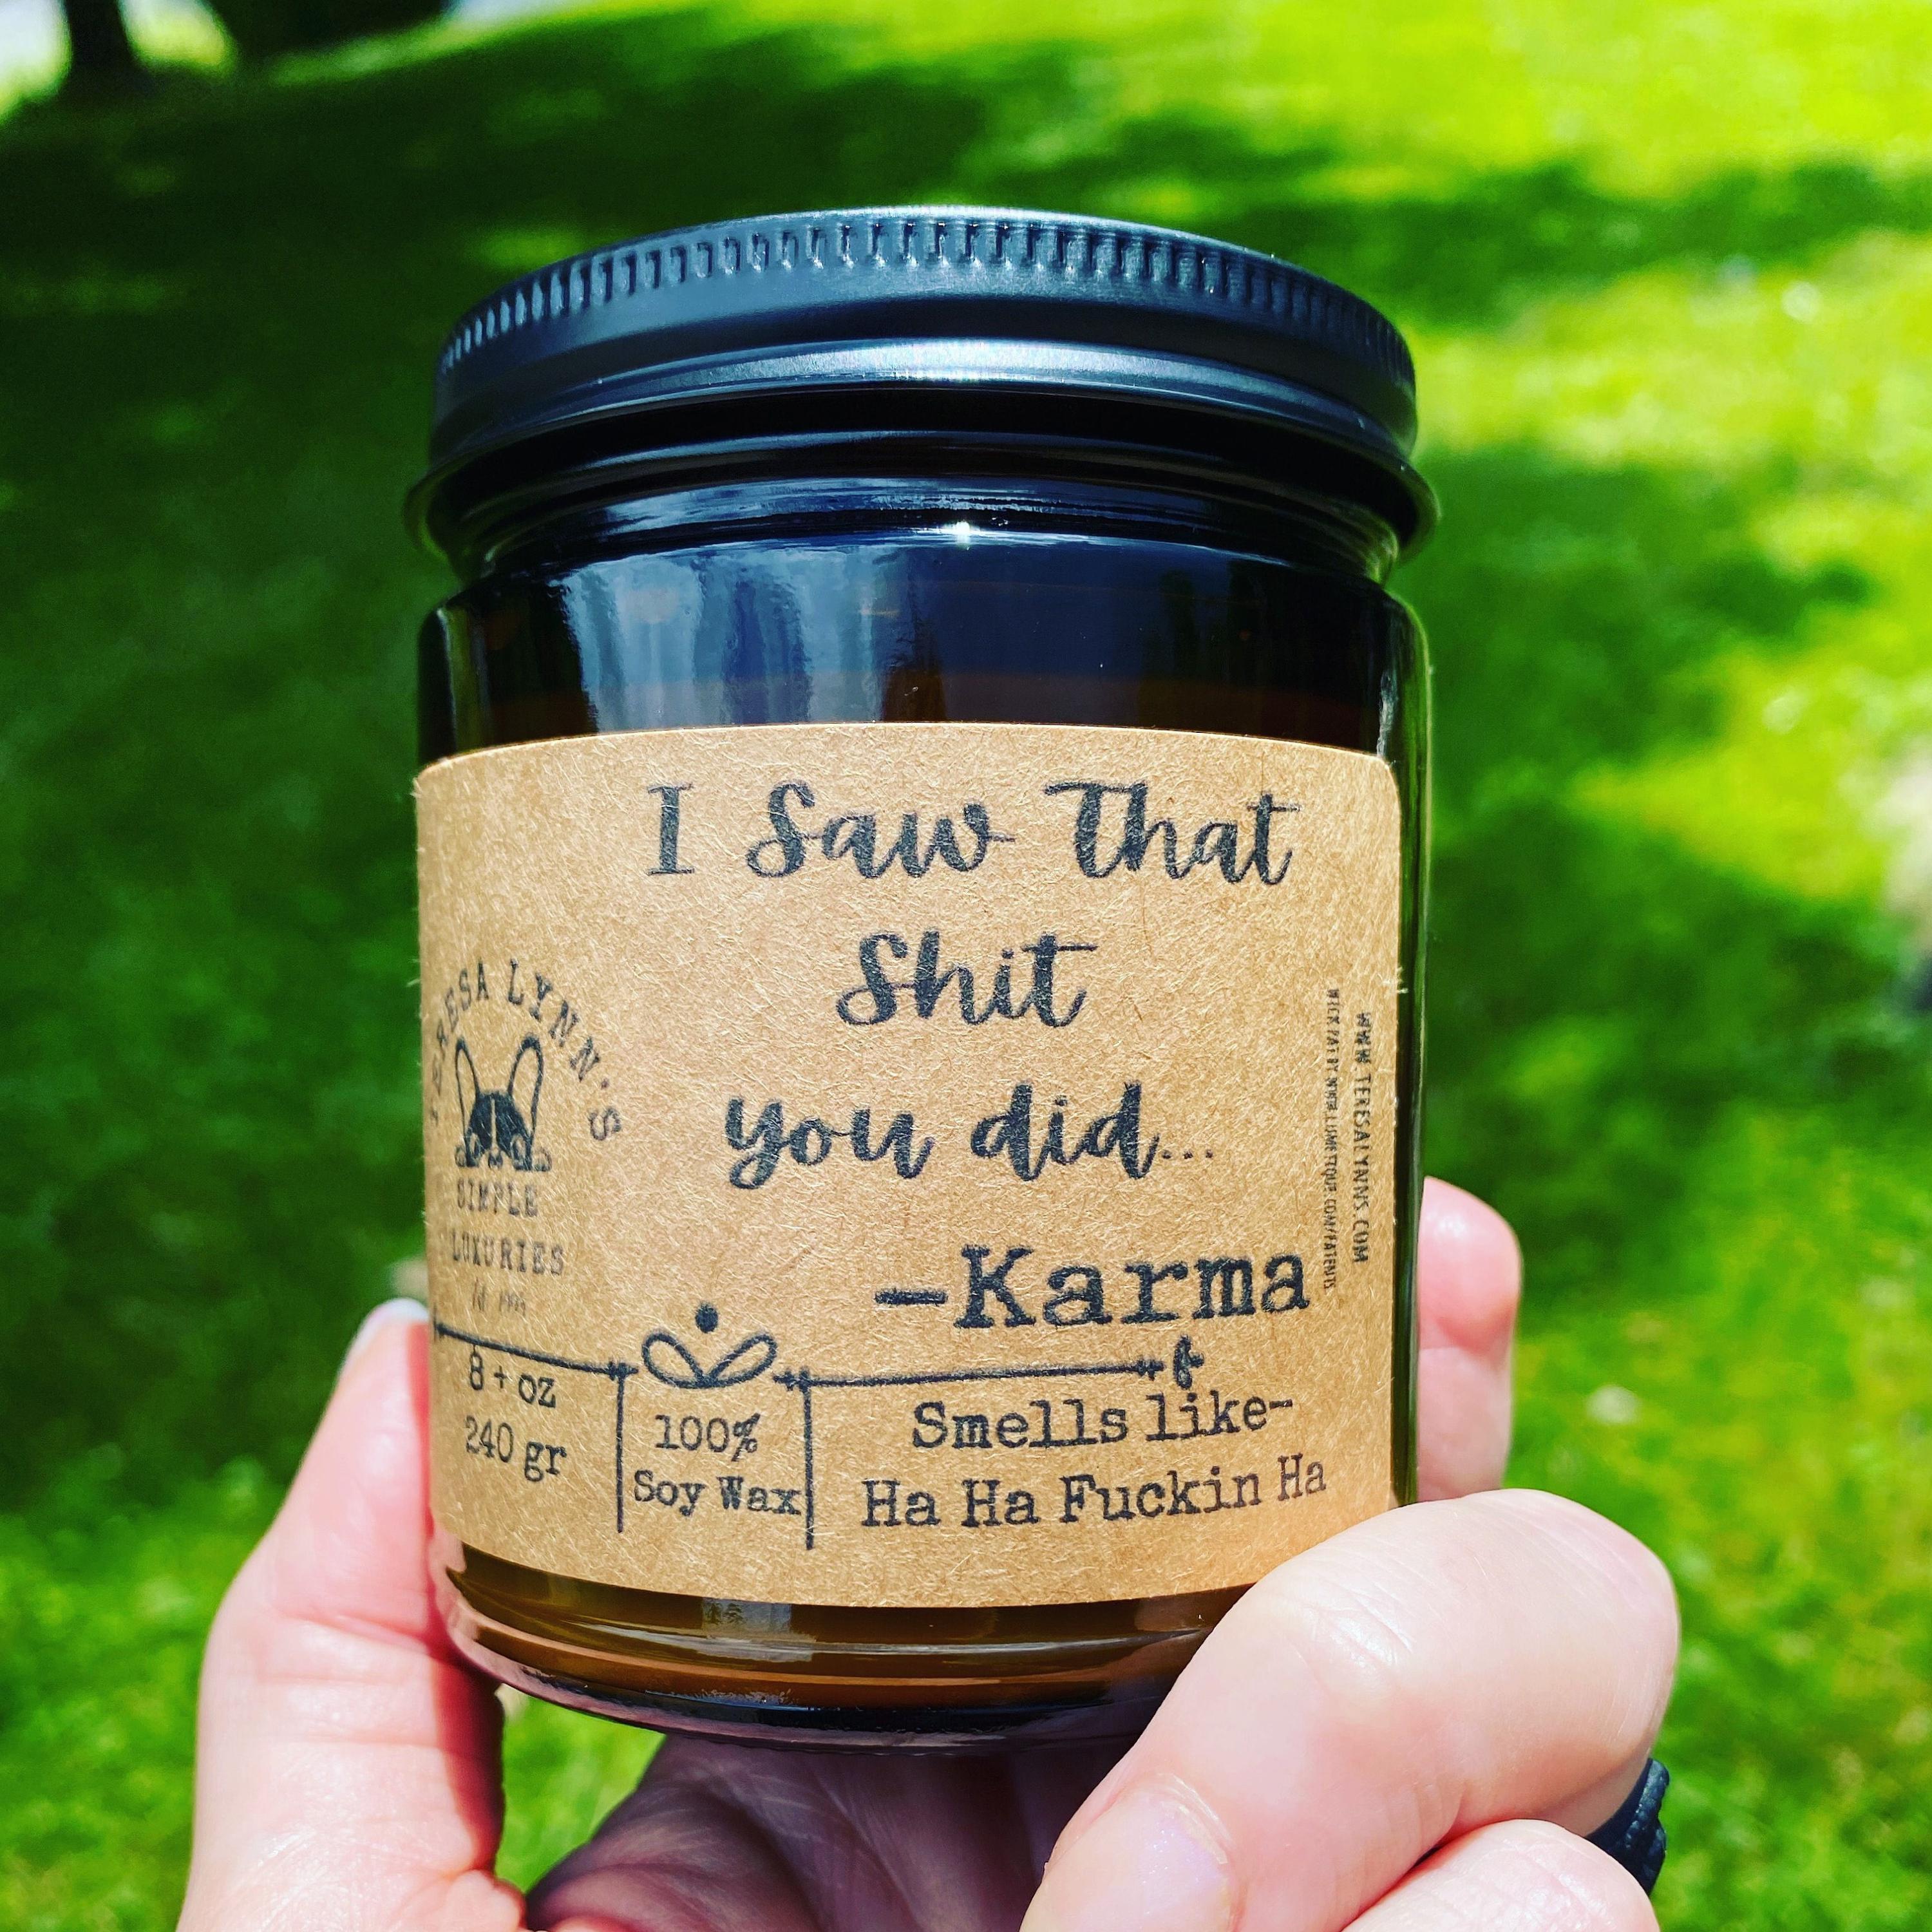 I Saw That
Shit
you did...
-Karma
TERESA LYNN'S
SIMPLE
LUXURIES
8+ oz
240 gr
100%
Soy Wax
Smells like-
Ha Ha Fuckin Ha
WWW.TERESALYNNS.COM